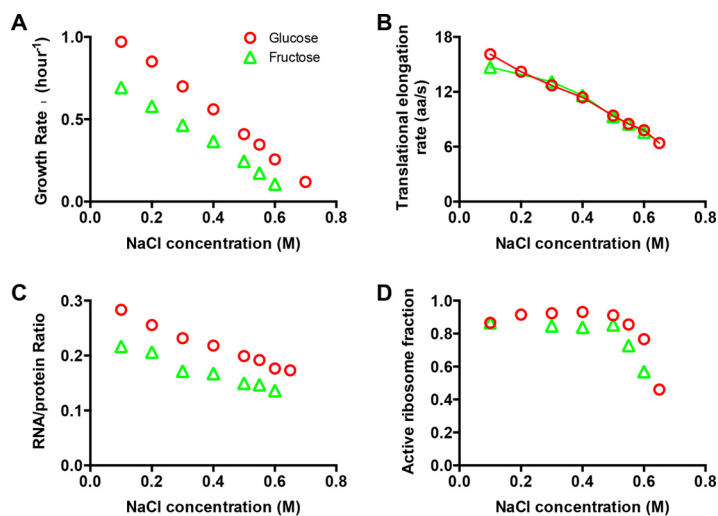 A
1.0
0.5
0.0
0.0 0.2 0.4 0.6 0.8
Growth Rate (hour-1)
NaCl concentration (M)
Glucose
Fructose
B
18
12
6
0
0.0 0.2 0.4 0.6 0.8
Translational elongation
rate (aa/s)
NaCl concentration (M)
C
0.3
0.2
0.1
0.0
0.0 0.2 0.4 0.6 0.8
RNA/protein Ratio
NaCl concentration (M)
D
1.0
0.8
0.6
0.4
0.2
0.0
0.0 0.2 0.4 0.6 0.8
Active ribosome fraction
NaCl concentration (M)